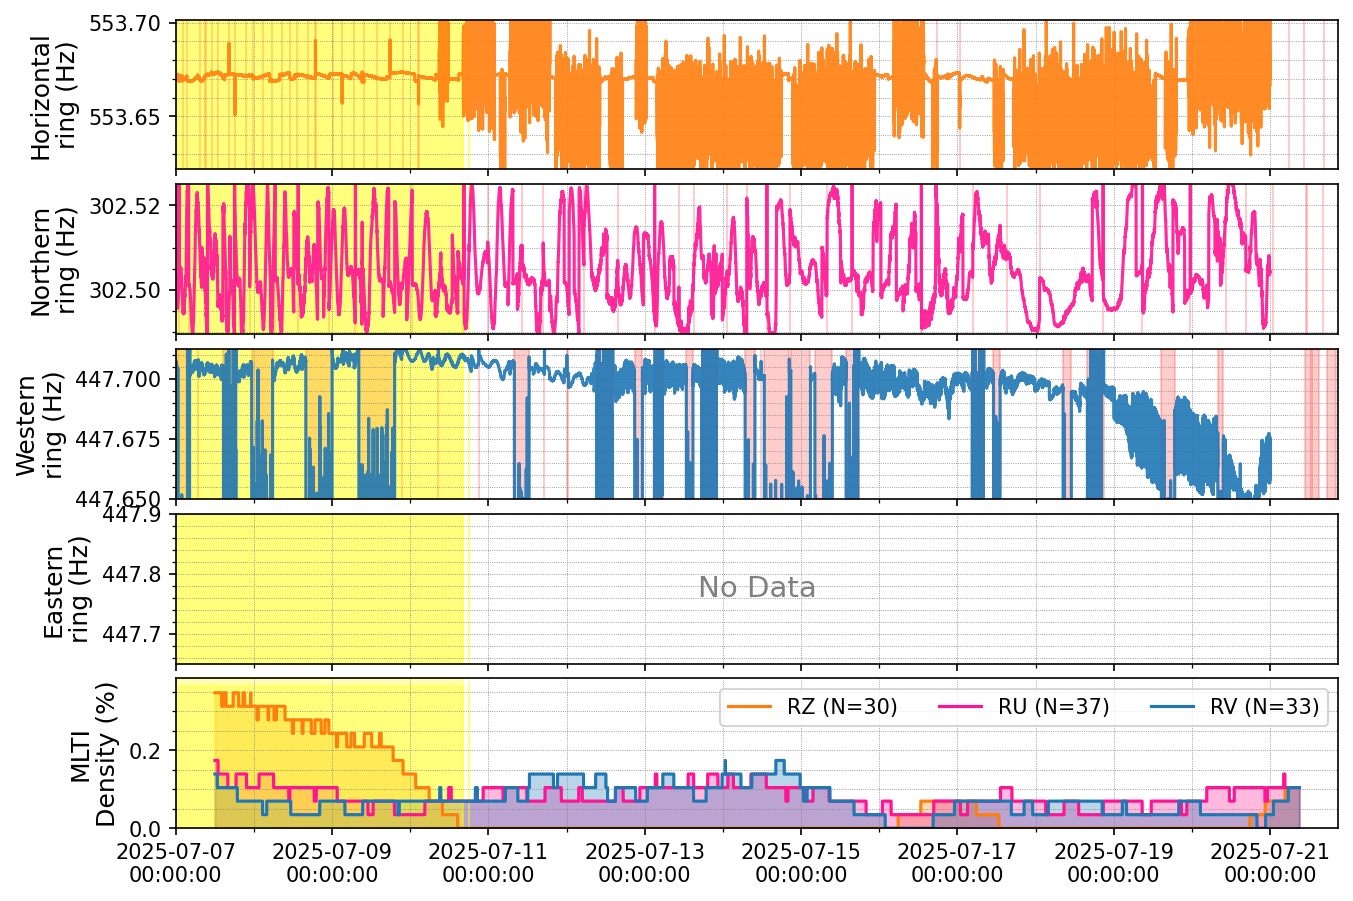 Horizontal
ring (Hz)
553.70
553.65
Northern
ring (Hz)
302.52
302.50
Western
ring (Hz)
447.700
447.675
447.650
Eastern
ring (Hz)
447.9
447.8
447.7
No Data
MLTI
Density (%)
0.2
0.0
RZ (N=30) RU (N=37) RV (N=33)
2025-07-07 2025-07-09 2025-07-11 2025-07-13 2025-07-15 2025-07-17 2025-07-19 2025-07-21
00:00:00 00:00:00 00:00:00 00:00:00 00:00:00 00:00:00 00:00:00 00:00:00